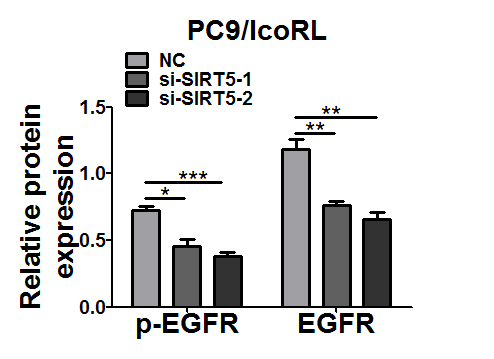 PC9/IcoRL
NC
si-SIRT5-1
si-SIRT5-2
Relative protein
expression
1.5
1.0
0.5
0.0
*
***
**
**
p-EGFR
EGFR